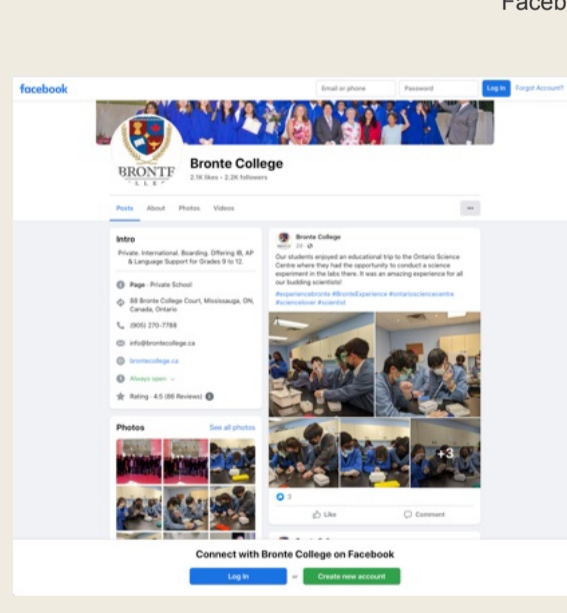 Faceb
facebook
Email or phone
Password
Log In
Forgot Account?
BRONTE
Bronte College
2.1K likes • 2.2K followers
Posts
About
Photos
Videos
Intro
Private. International. Boarding. Offering IB, AP
& Language Support for Grades 9 to 12.
Page · Private School
88 Bronte College Court, Mississauga, ON,
Canada, Ontario
(905) 270-7788
info@brontecollege.ca
brontecollege.ca
Always open
Rating · 4.5 (86 Reviews)
Photos
See all photos
Bronte College
Our students enjoyed an educational trip to the Ontario Science
Centre where they had the opportunity to conduct a science
experiment in the labs there. It was an amazing experience for all
our budding scientists!
#experiencebronte #BronteExperience #ontariosciencecentre
#sciencelover #scientist
+3
3
Like
Comment
Connect with Bronte College on Facebook
Log In
or
Create new account